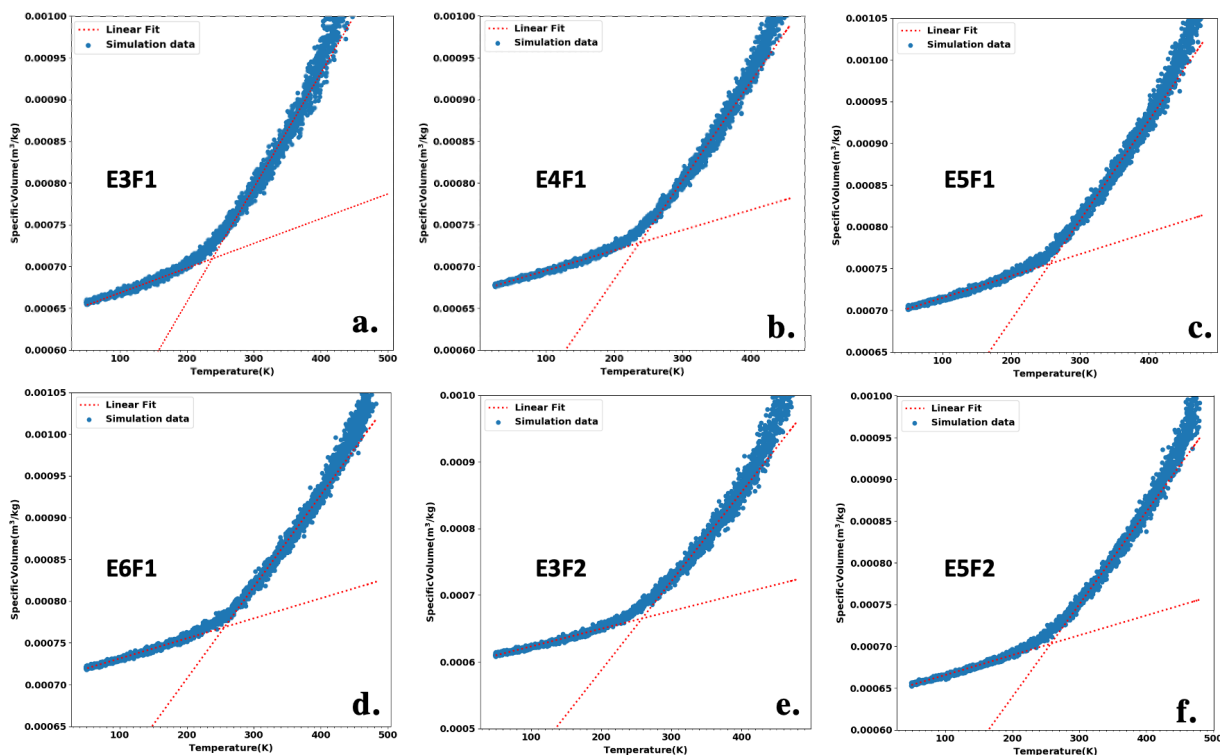 0.00100
0.00095
0.00090
0.00085
0.00080
0.00075
0.00070
0.00065
0.00060
SpecificVolume(m³/kg)
Linear Fit
Simulation data
E3F1
a.
100 200 300 400 500
Temperature(K)
0.00100
0.00095
0.00090
0.00085
0.00080
0.00075
0.00070
0.00065
0.00060
SpecificVolume(m³/kg)
Linear Fit
Simulation data
E4F1
b.
100 200 300 400
Temperature(K)
0.00105
0.00100
0.00095
0.00090
0.00085
0.00080
0.00075
0.00070
0.00065
SpecificVolume(m³/kg)
Linear Fit
Simulation data
E5F1
c.
100 200 300 400
Temperature(K)
0.00105
0.00100
0.00095
0.00090
0.00085
0.00080
0.00075
0.00070
0.00065
SpecificVolume(m³/kg)
Linear Fit
Simulation data
E6F1
d.
100 200 300 400 500
Temperature(K)
0.0010
0.0009
0.0008
0.0007
0.0006
0.0005
SpecificVolume(m³/kg)
Linear Fit
Simulation data
E3F2
e.
100 200 300 400
Temperature(K)
0.00100
0.00095
0.00090
0.00085
0.00080
0.00075
0.00070
0.00065
0.00060
SpecificVolume(m³/kg)
Linear Fit
Simulation data
E5F2
f.
100 200 300 400 500
Temperature(K)